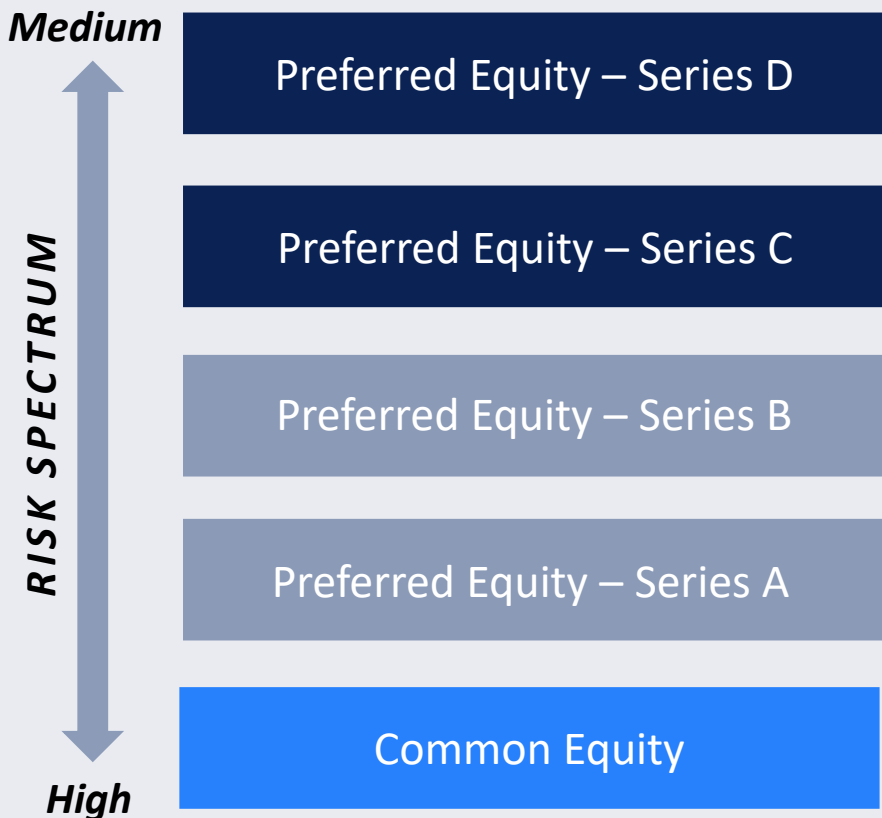 Medium
Preferred Equity – Series D
Preferred Equity – Series C
RISK SPECTRUM
Preferred Equity – Series B
Preferred Equity – Series A
Common Equity
High